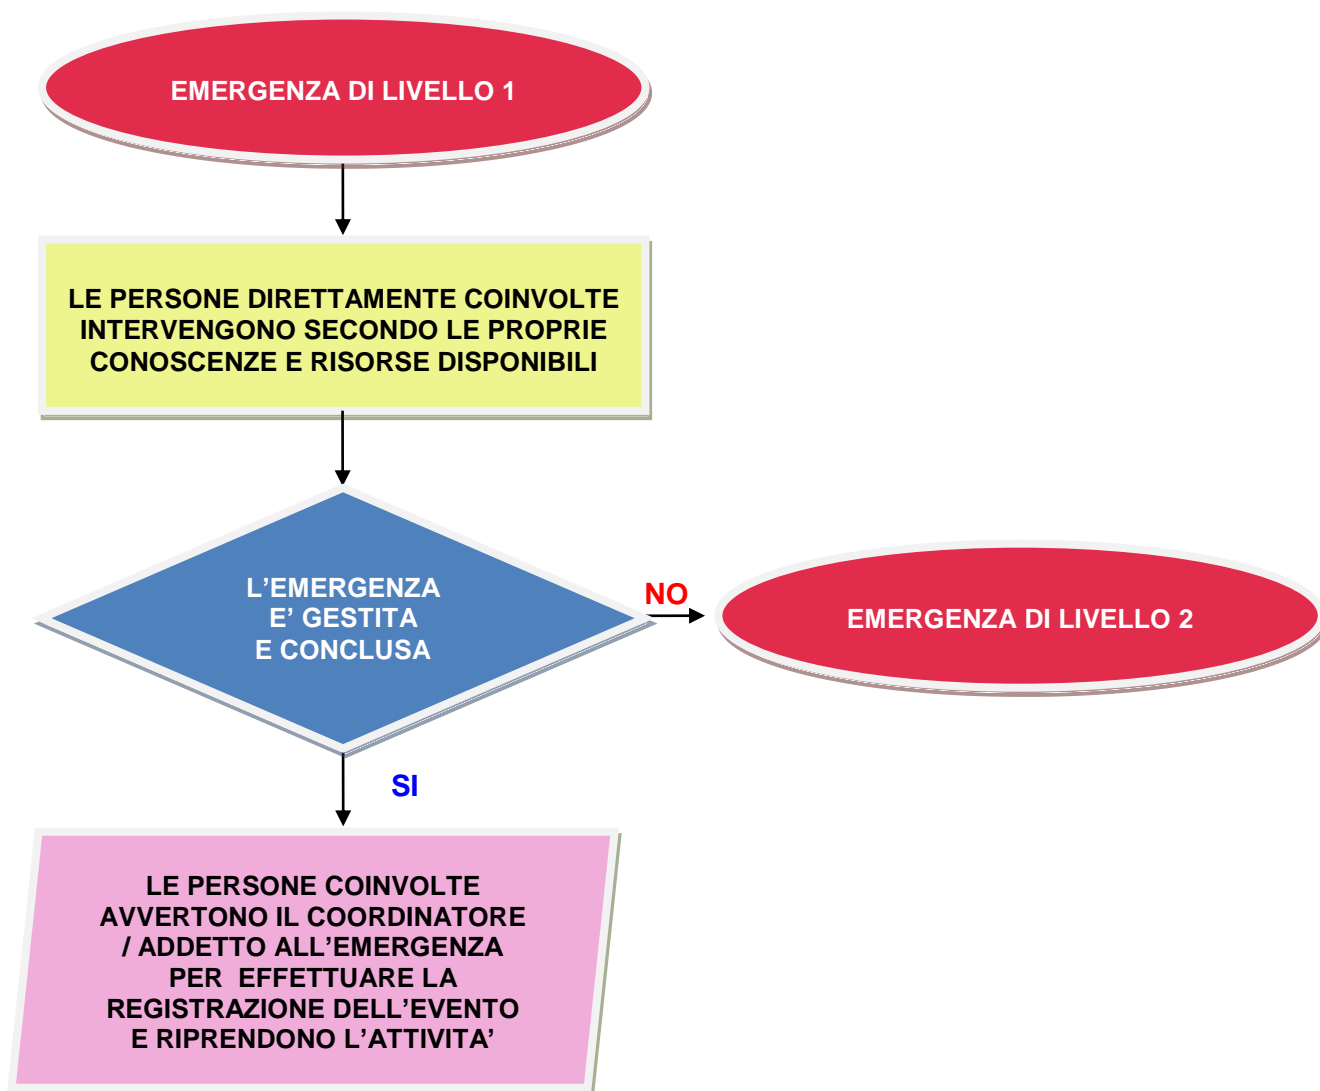 EMERGENZA DI LIVELLO 1
LE PERSONE DIRETTAMENTE COINVOLTE
INTERVENGONO SECONDO LE PROPRIE
CONOSCENZE E RISORSE DISPONIBILI
L’EMERGENZA
E’ GESTITA
E CONCLUSA
NO
EMERGENZA DI LIVELLO 2
SI
LE PERSONE COINVOLTE
AVVERTONO IL COORDINATORE
/ ADDETTO ALL’EMERGENZA
PER  EFFETTUARE LA
REGISTRAZIONE DELL’EVENTO
E RIPRENDONO L’ATTIVITA’